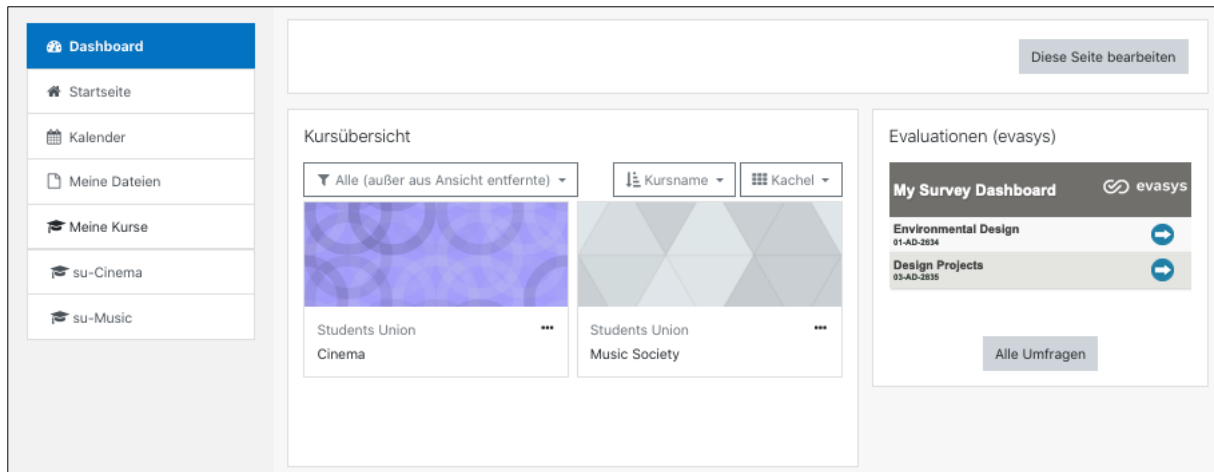 Dashboard
Startseite
Kalender
Meine Dateien
Meine Kurse
su-Cinema
su-Music
Diese Seite bearbeiten
Kursübersicht
Alle (außer aus Ansicht entfernte)
Kursname
Kachel
Students Union
Cinema
Students Union
Music Society
Evaluationen (evasys)
My Survey Dashboard
evasys
Environmental Design
01-AD-2634
Design Projects
03-AD-2835
Alle Umfragen